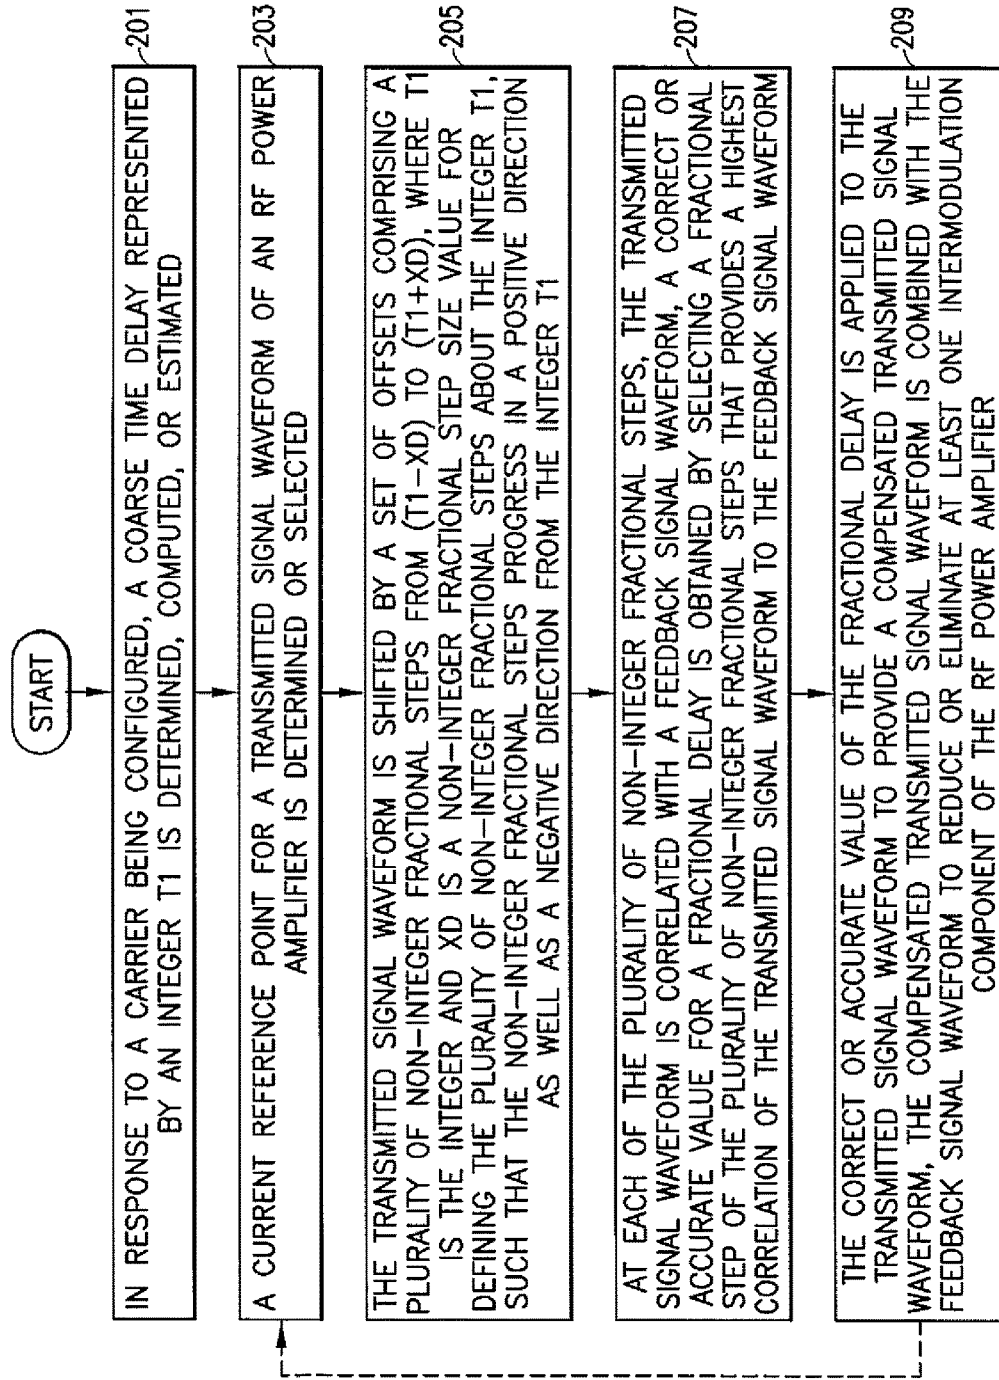 START
IN RESPONSE TO A CARRIER BEING CONFIGURED, A COARSE TIME DELAY REPRESENTED
BY AN INTEGER T1 IS DETERMINED, COMPUTED, OR ESTIMATED
201
A CURRENT REFERENCE POINT FOR A TRANSMITTED SIGNAL WAVEFORM OF AN RF POWER
AMPLIFIER IS DETERMINED OR SELECTED
203
THE TRANSMITTED SIGNAL WAVEFORM IS SHIFTED BY A SET OF OFFSETS COMPRISING A
PLURALITY OF NON-INTEGER FRACTIONAL STEPS FROM (T1-XD) TO (T1+XD), WHERE T1
IS THE INTEGER AND XD IS A NON-INTEGER FRACTIONAL STEP SIZE VALUE FOR
DEFINING THE PLURALITY OF NON-INTEGER FRACTIONAL STEPS ABOUT THE INTEGER T1,
SUCH THAT THE NON-INTEGER FRACTIONAL STEPS PROGRESS IN A POSITIVE DIRECTION
AS WELL AS A NEGATIVE DIRECTION FROM THE INTEGER T1
205
AT EACH OF THE PLURALITY OF NON-INTEGER FRACTIONAL STEPS, THE TRANSMITTED
SIGNAL WAVEFORM IS CORRELATED WITH A FEEDBACK SIGNAL WAVEFORM, A CORRECT OR
ACCURATE VALUE FOR A FRACTIONAL DELAY IS OBTAINED BY SELECTING A FRACTIONAL
STEP OF THE PLURALITY OF NON-INTEGER FRACTIONAL STEPS THAT PROVIDES A HIGHEST
CORRELATION OF THE TRANSMITTED SIGNAL WAVEFORM TO THE FEEDBACK SIGNAL WAVEFORM
207
THE CORRECT OR ACCURATE VALUE OF THE FRACTIONAL DELAY IS APPLIED TO THE
TRANSMITTED SIGNAL WAVEFORM TO PROVIDE A COMPENSATED TRANSMITTED SIGNAL
WAVEFORM, THE COMPENSATED TRANSMITTED SIGNAL WAVEFORM IS COMBINED WITH THE
FEEDBACK SIGNAL WAVEFORM TO REDUCE OR ELIMINATE AT LEAST ONE INTERMODULATION
COMPONENT OF THE RF POWER AMPLIFIER
209